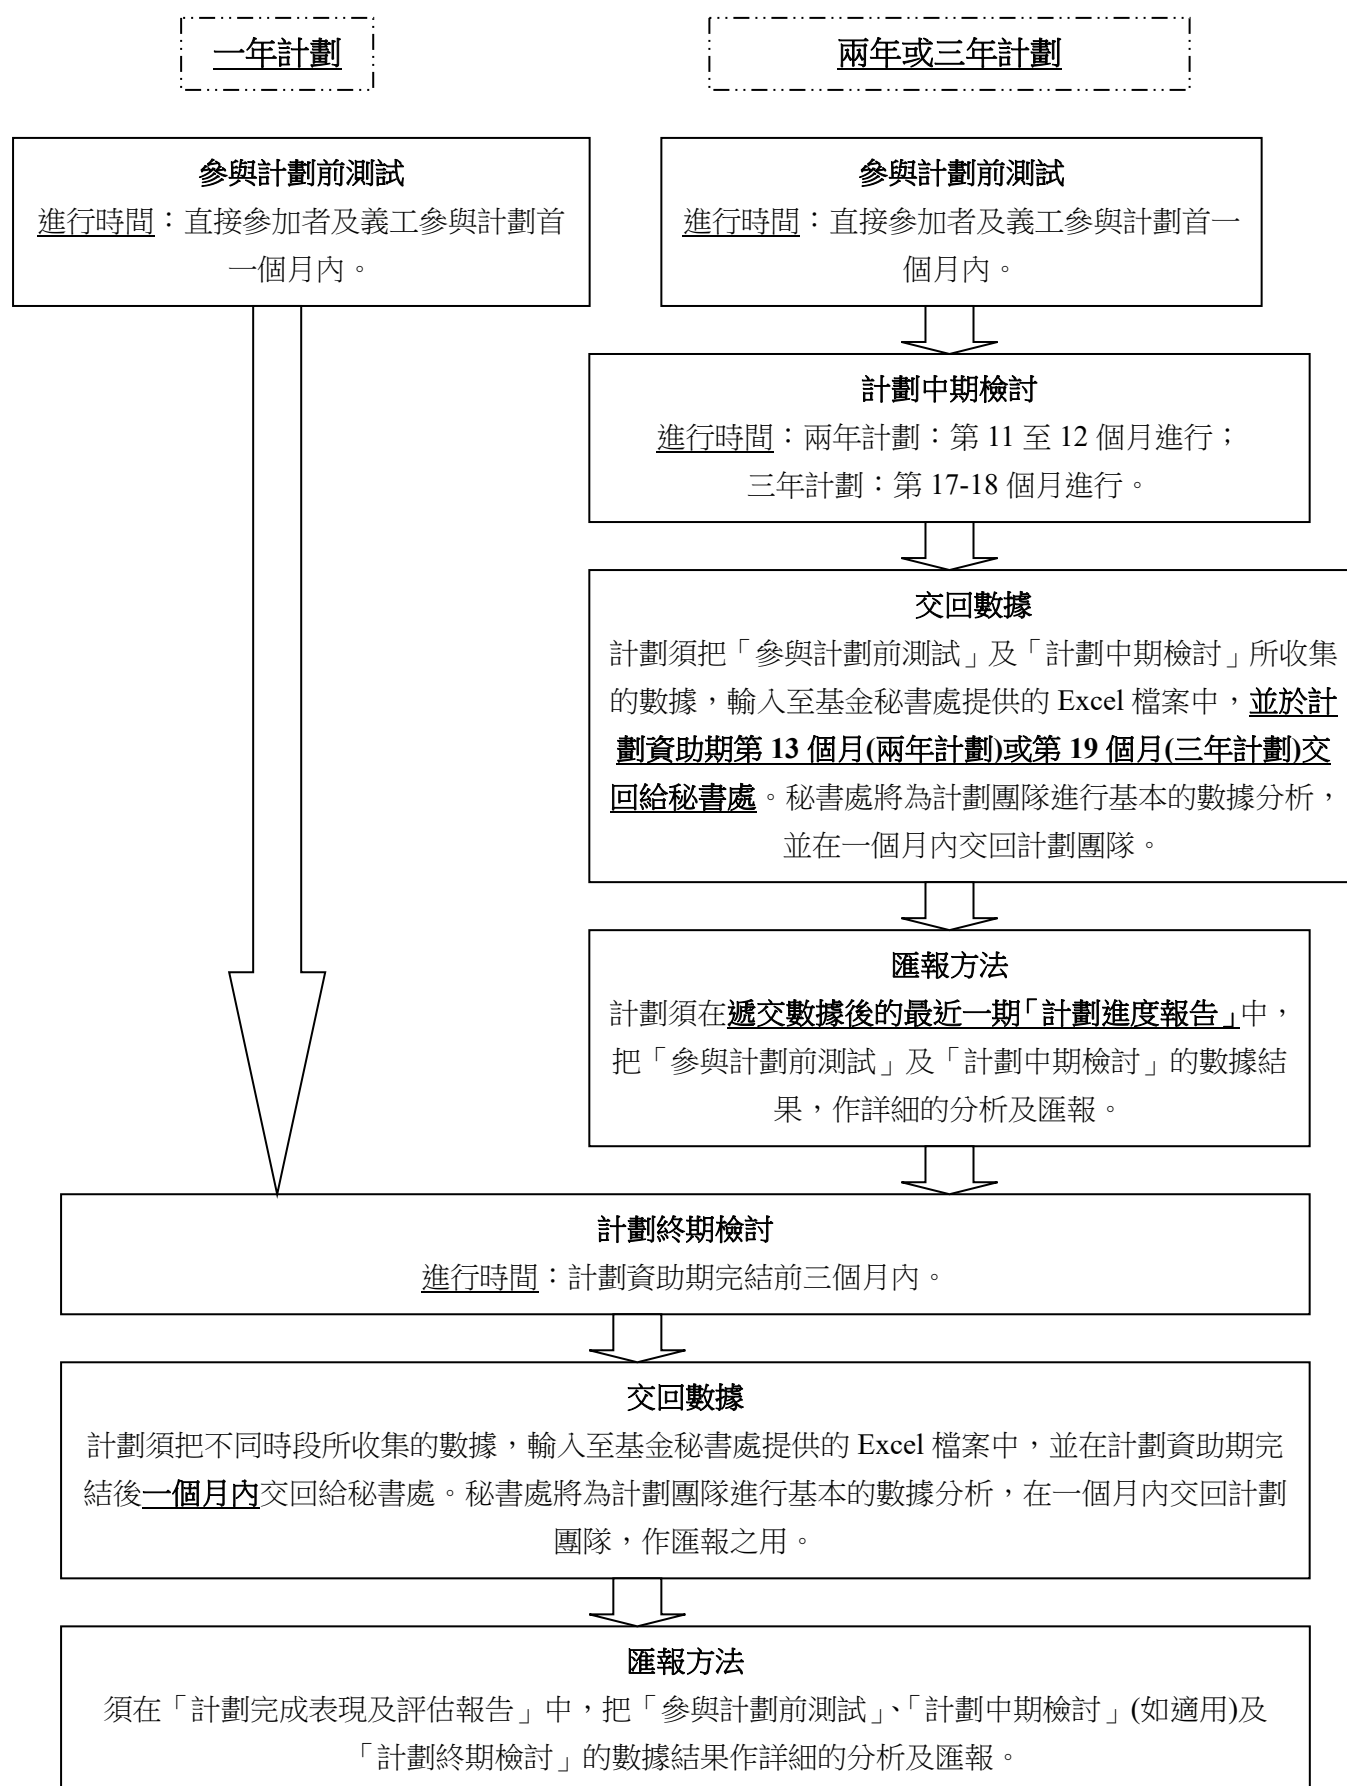 一年計劃
兩年或三年計劃
參與計劃前測試
進行時間：直接參加者及義工參與計劃首
一個月內。
參與計劃前測試
進行時間：直接參加者及義工參與計劃首一
個月內。
計劃中期檢討
進行時間：兩年計劃：第 11 至 12 個月進行；
三年計劃：第 17-18 個月進行。
交回數據
計劃須把「參與計劃前測試」及「計劃中期檢討」所收集
的數據，輸入至基金秘書處提供的 Excel 檔案中，並於計
劃資助期第 13 個月(兩年計劃)或第 19 個月(三年計劃)交
回給秘書處。秘書處將為計劃團隊進行基本的數據分析，
並在一個月內交回計劃團隊。
匯報方法
計劃須在遞交數據後的最近一期「計劃進度報告」中，
把「參與計劃前測試」及「計劃中期檢討」的數據結
果，作詳細的分析及匯報。
計劃終期檢討
進行時間：計劃資助期完結前三個月內。
交回數據
計劃須把不同時段所收集的數據，輸入至基金秘書處提供的 Excel 檔案中，並在計劃資助期完
結後一個月內交回給秘書處。秘書處將為計劃團隊進行基本的數據分析，在一個月內交回計劃
團隊，作匯報之用。
匯報方法
須在「計劃完成表現及評估報告」中，把「參與計劃前測試」、「計劃中期檢討」(如適用)及
「計劃終期檢討」的數據結果作詳細的分析及匯報。